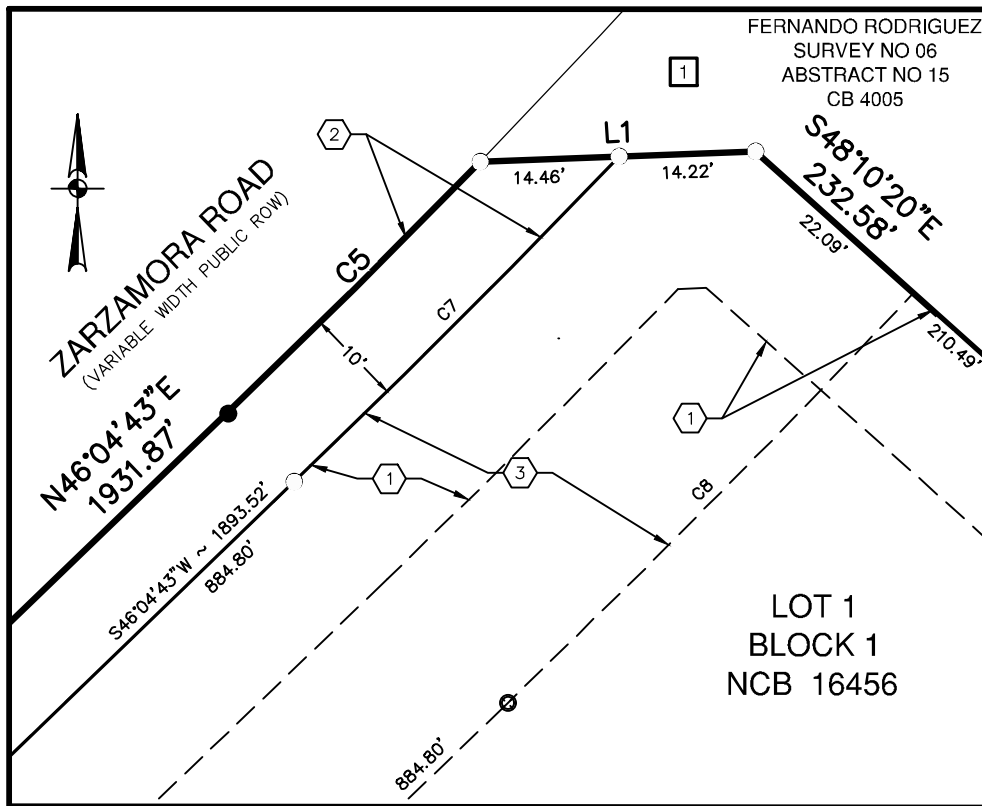 FERNANDO RODRIGUEZ
SURVEY NO 06
ABSTRACT NO 15
CB 4005
1
2
L1
14.46'
14.22'
S48°10'20"E
232.58'
22.09'
210.49'
ZARZAMORA ROAD
(VARIABLE WIDTH PUBLIC ROW)
C5
C7
10'
1
N46°04'43"E
1931.87'
1
3
C8
S46°04'43"W ~ 1893.52'
884.80'
LOT 1
BLOCK 1
NCB 16456
884.80'